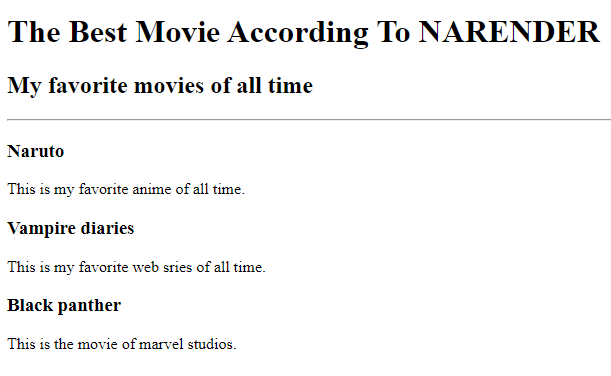 The Best Movie According To NARENDER
My favorite movies of all time
Naruto
This is my favorite anime of all time.
Vampire diaries
This is my favorite web sries of all time.
Black panther
This is the movie of marvel studios.